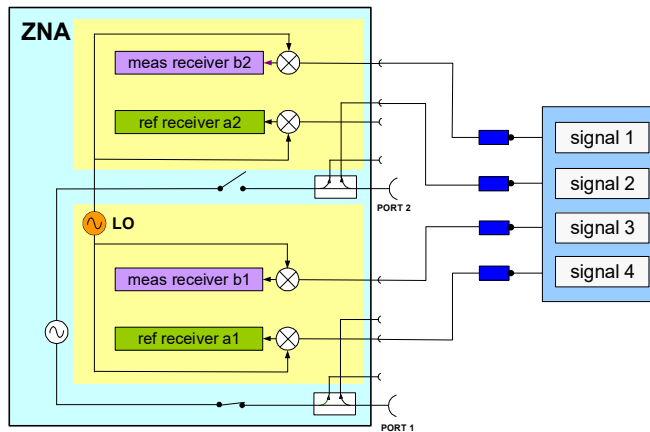 ZNA
meas receiver b2
ref receiver a2
signal 1
signal 2
PORT 2
LO
signal 3
meas receiver b1
signal 4
ref receiver a1
PORT 1